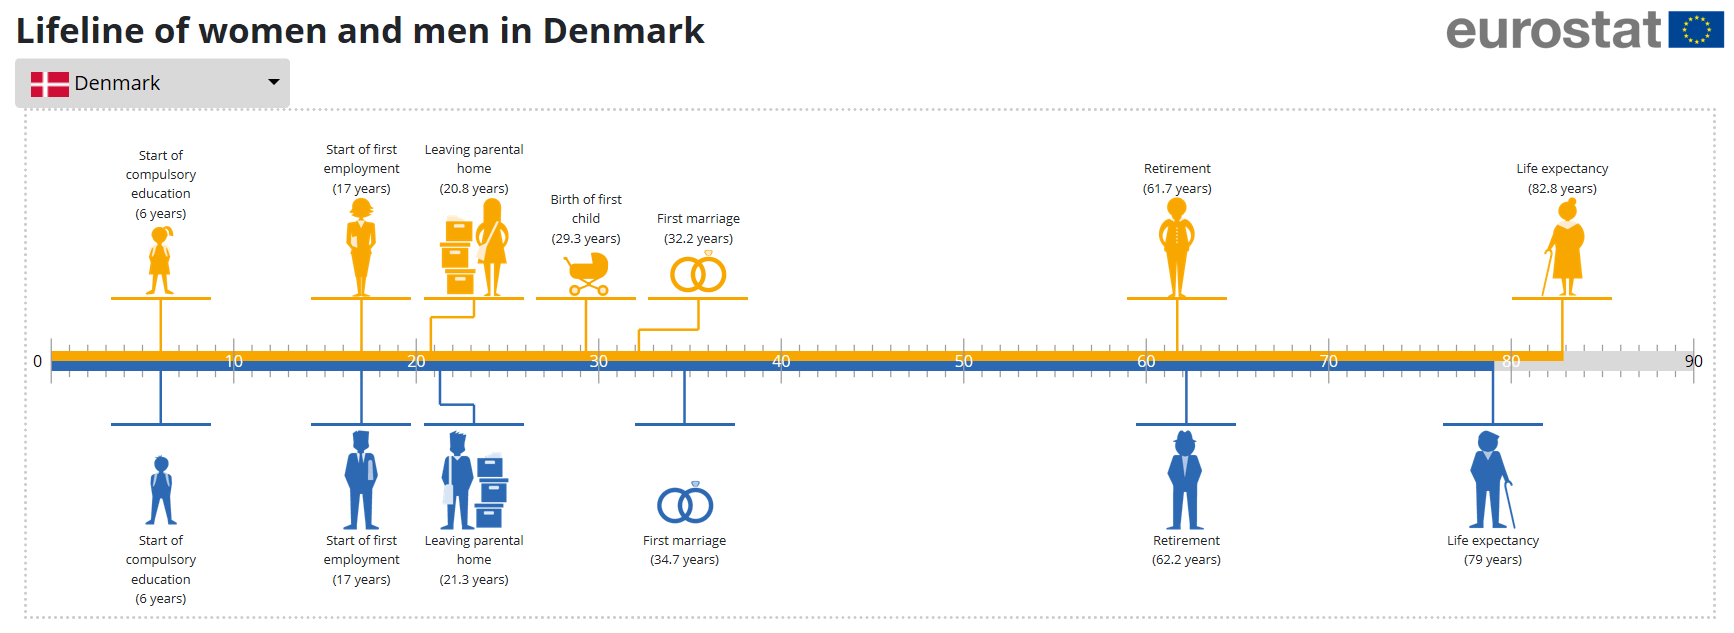 Lifeline of women and men in Denmark
eurostat
Denmark
Start of
compulsory
education
(6 years)
Start of first
employment
(17 years)
Leaving parental
home
(20.8 years)
Birth of first
child
(29.3 years)
First marriage
(32.2 years)
Retirement
(61.7 years)
Life expectancy
(82.8 years)
0 10 20 30 40 50 60 70 80 90
Start of
compulsory
education
(6 years)
Start of first
employment
(17 years)
Leaving parental
home
(21.3 years)
First marriage
(34.7 years)
Retirement
(62.2 years)
Life expectancy
(79 years)